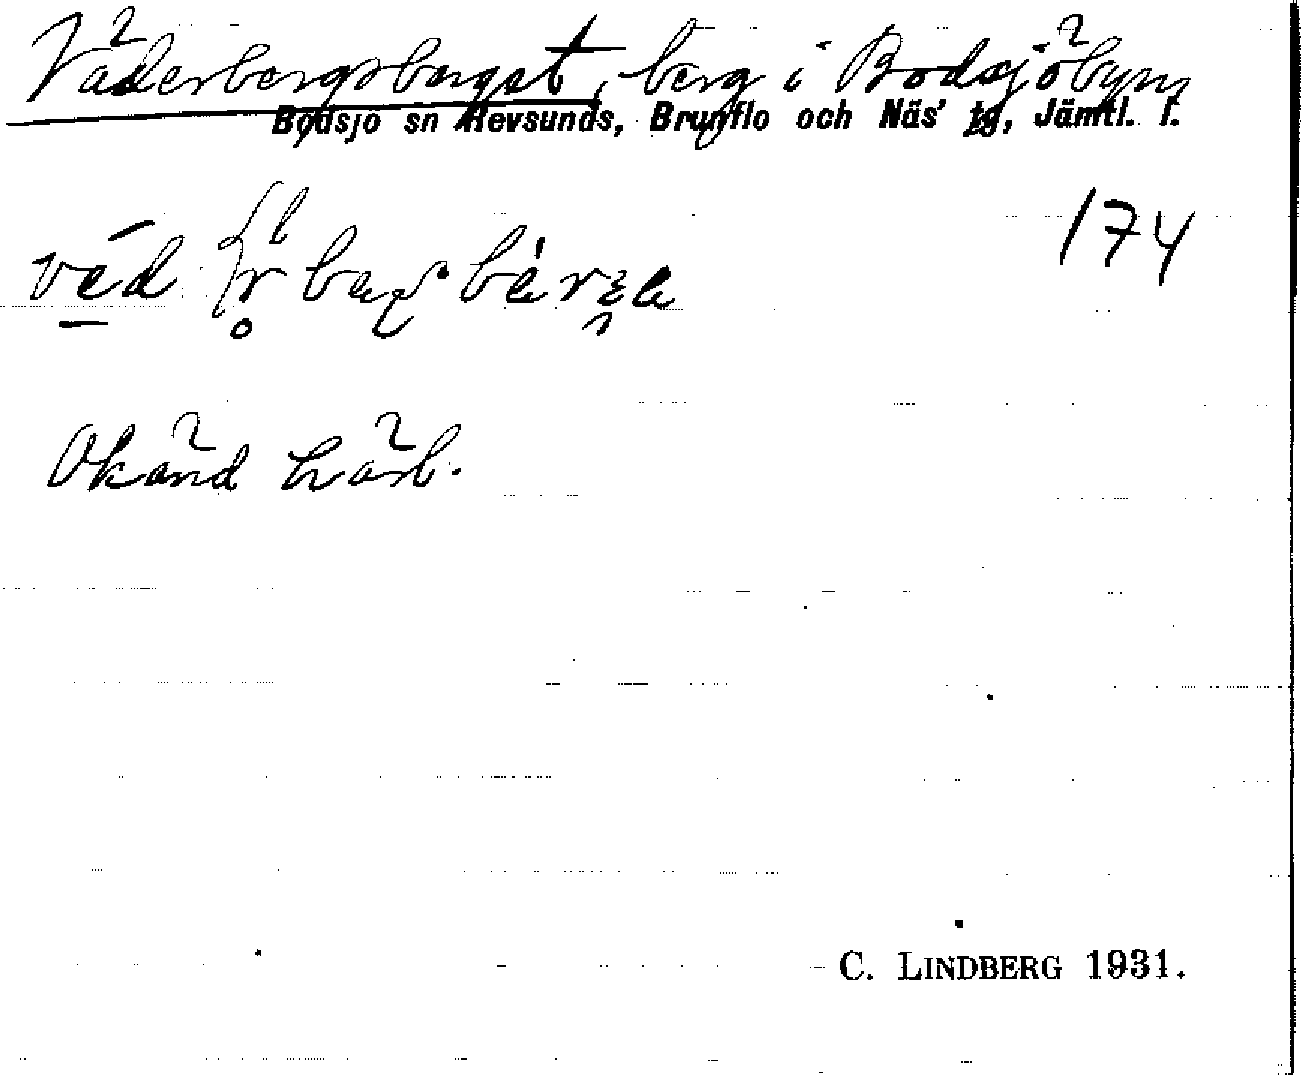 Väderbergsberget, berg i Bodsjöbyn
Bodsjö sn Revsunds, Brunflo och Näs' tg, Jämtl. l.
174
Okänd härl.
C. LINDBERG 1931.